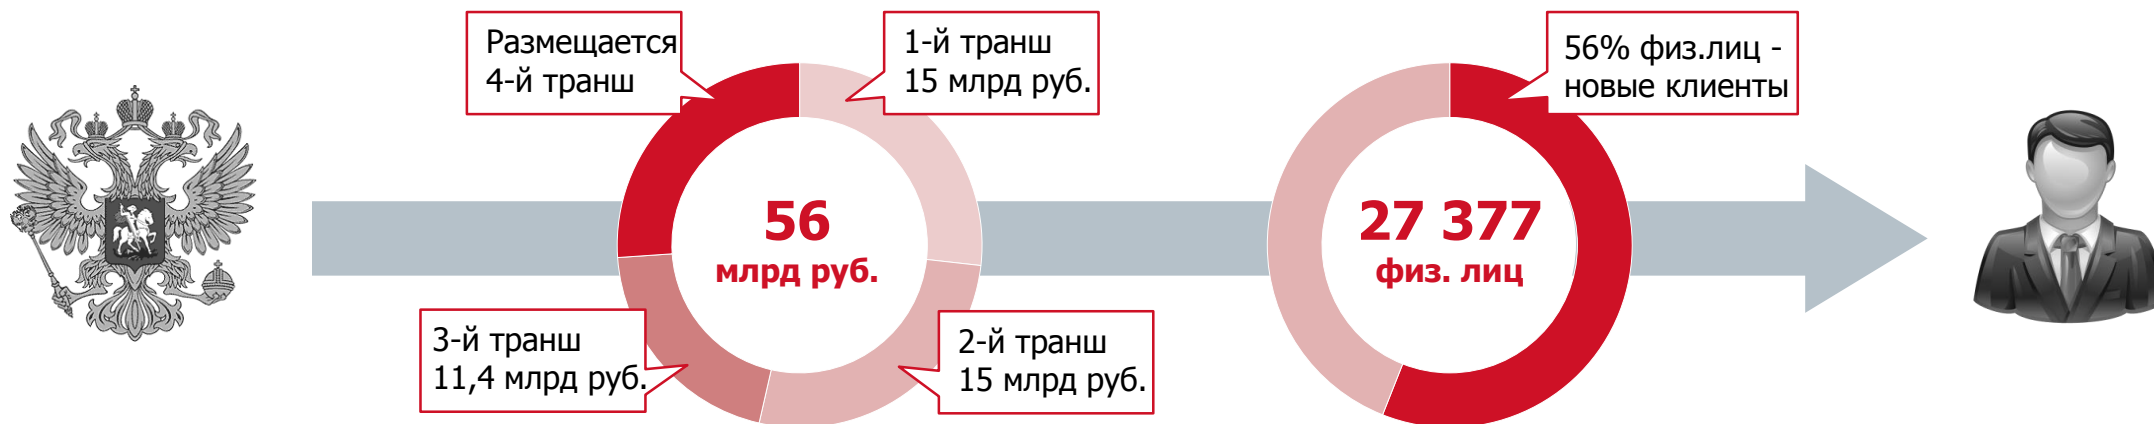 Размещается
4-й транш
1-й транш
15 млрд руб.
56
млрд руб.
3-й транш
11,4 млрд руб.
2-й транш
15 млрд руб.
56% физ.лиц -
новые клиенты
27 377
физ. лиц